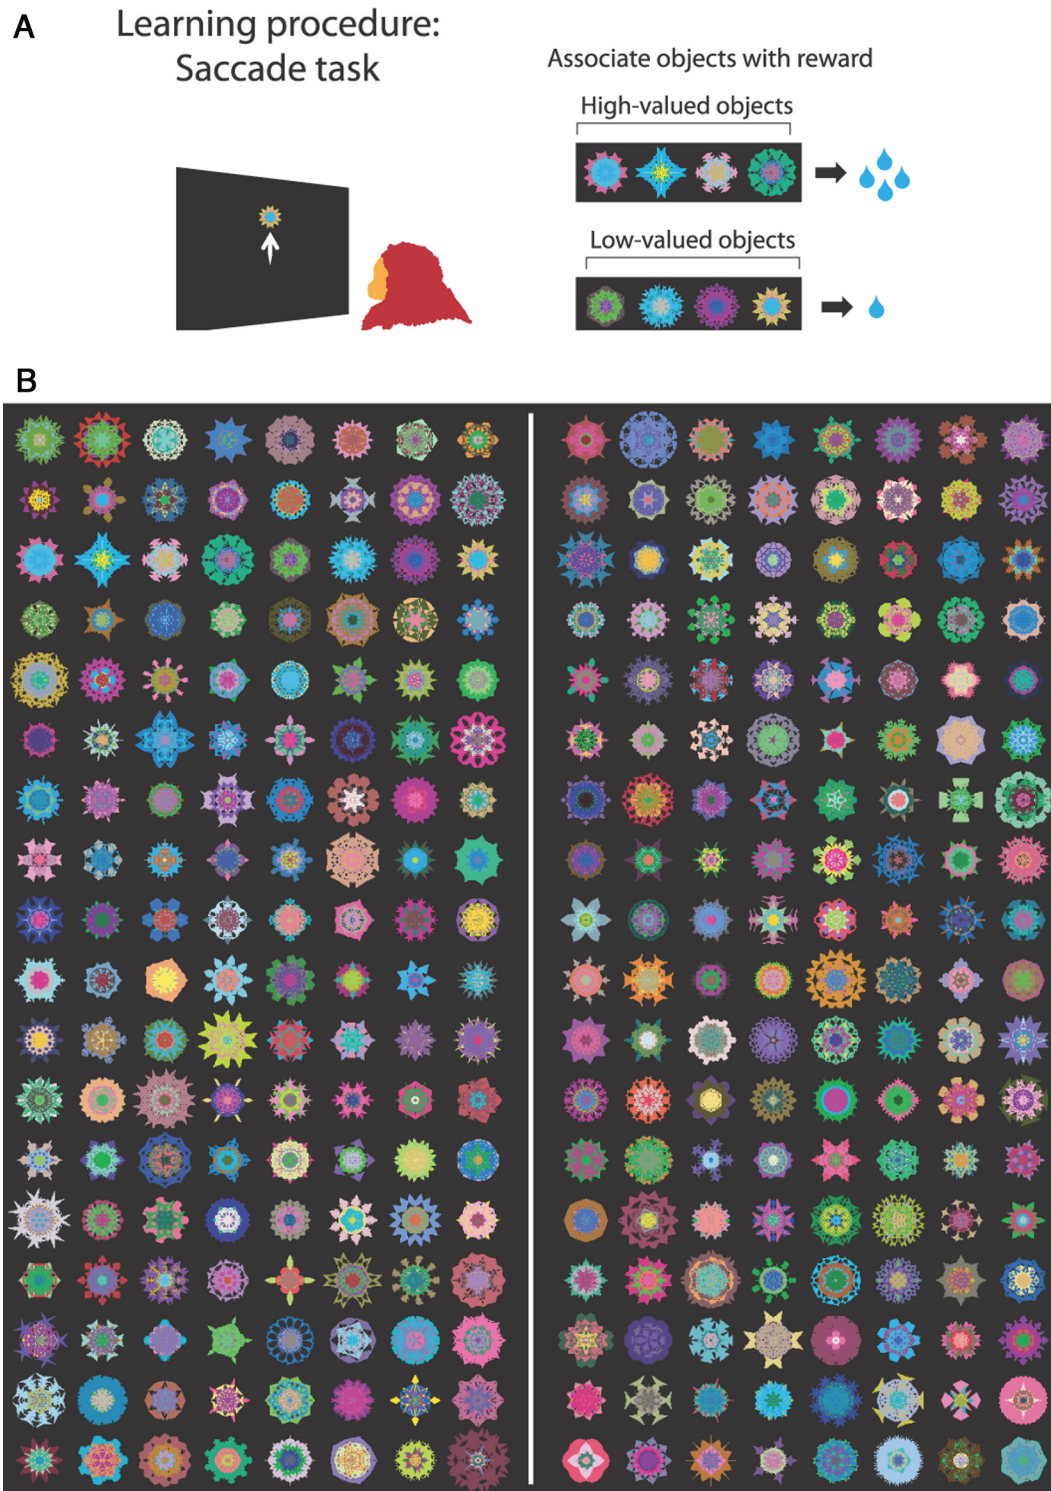 A
Learning procedure:
Saccade task
Associate objects with reward
High-valued objects
Low-valued objects
B